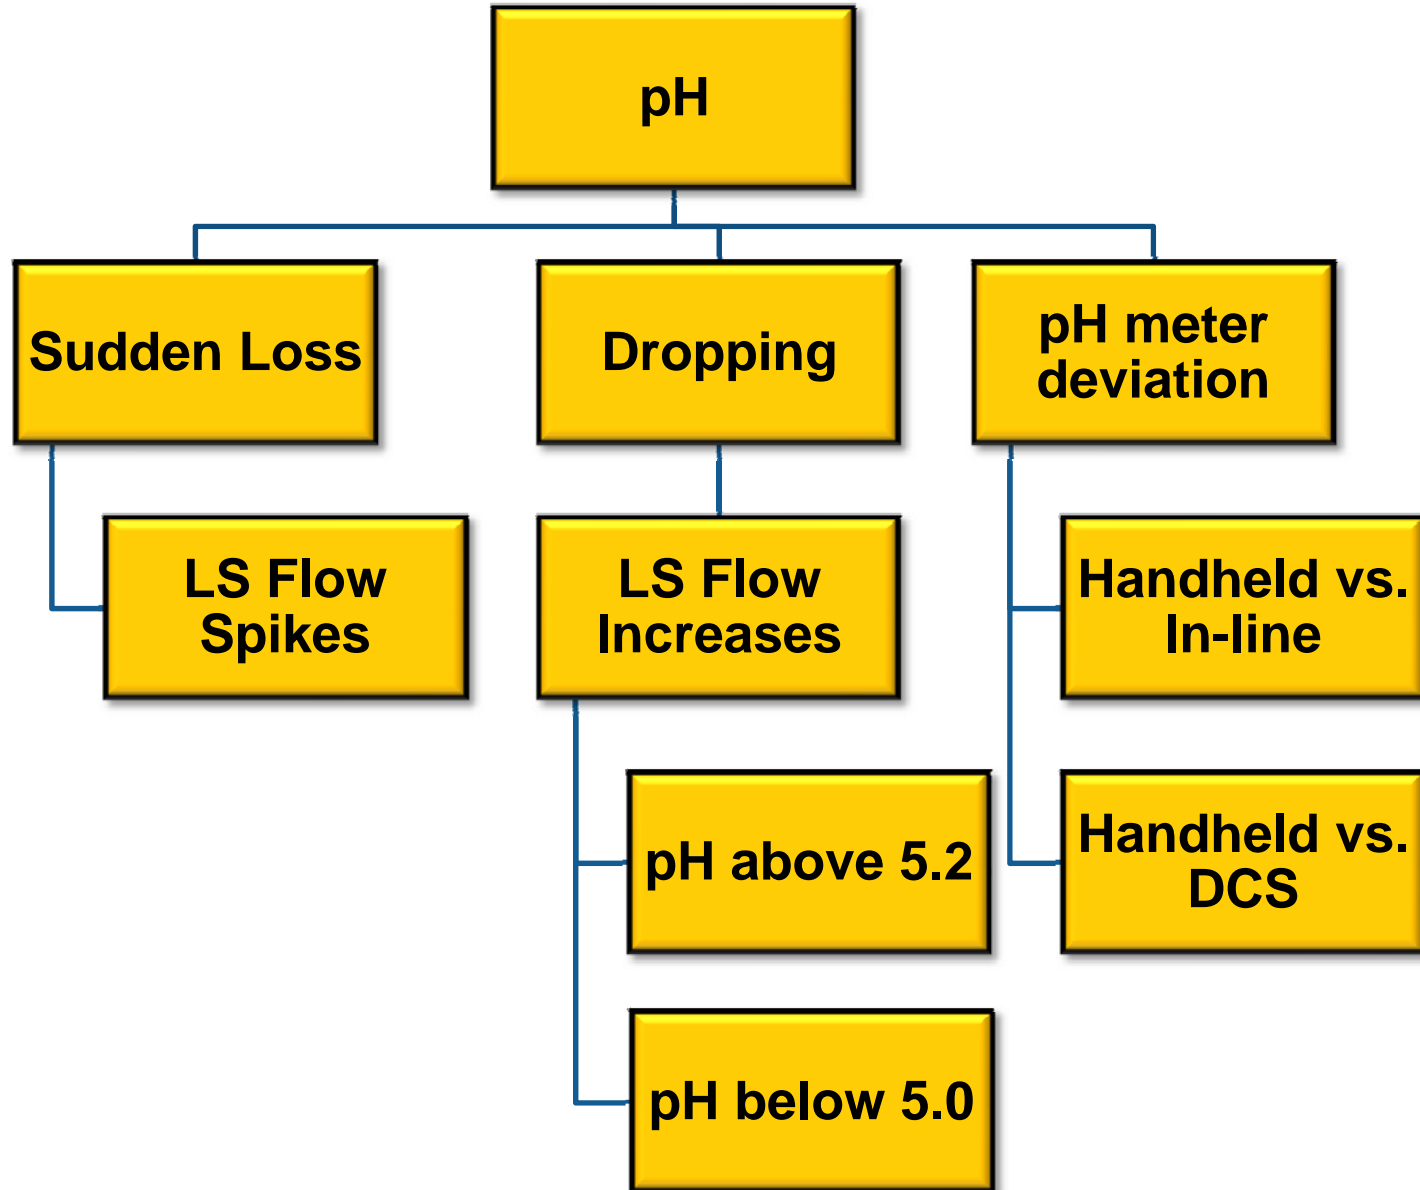 pH
Sudden Loss
Dropping
pH meter
deviation
LS Flow
Spikes
LS Flow
Increases
Handheld vs.
In-line
pH above 5.2
Handheld vs.
DCS
pH below 5.0